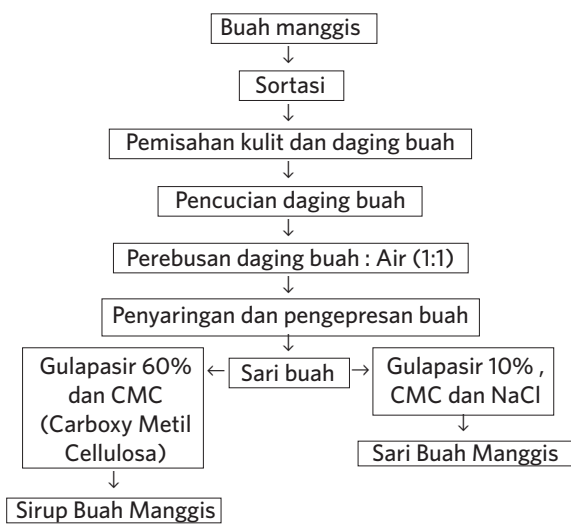 Buah manggis
↓
Sortasi
↓
Pemisahan kulit dan daging buah
↓
Pencucian daging buah
↓
Perebusan daging buah : Air (1:1)
↓
Penyaringan dan pengepresan buah
↓
Gulapasir 60%
dan CMC
(Carboxy Metil
Cellulosa)
← Sari buah →
Gulapasir 10% ,
CMC dan NaCl
↓
Sari Buah Manggis
↓
Sirup Buah Manggis